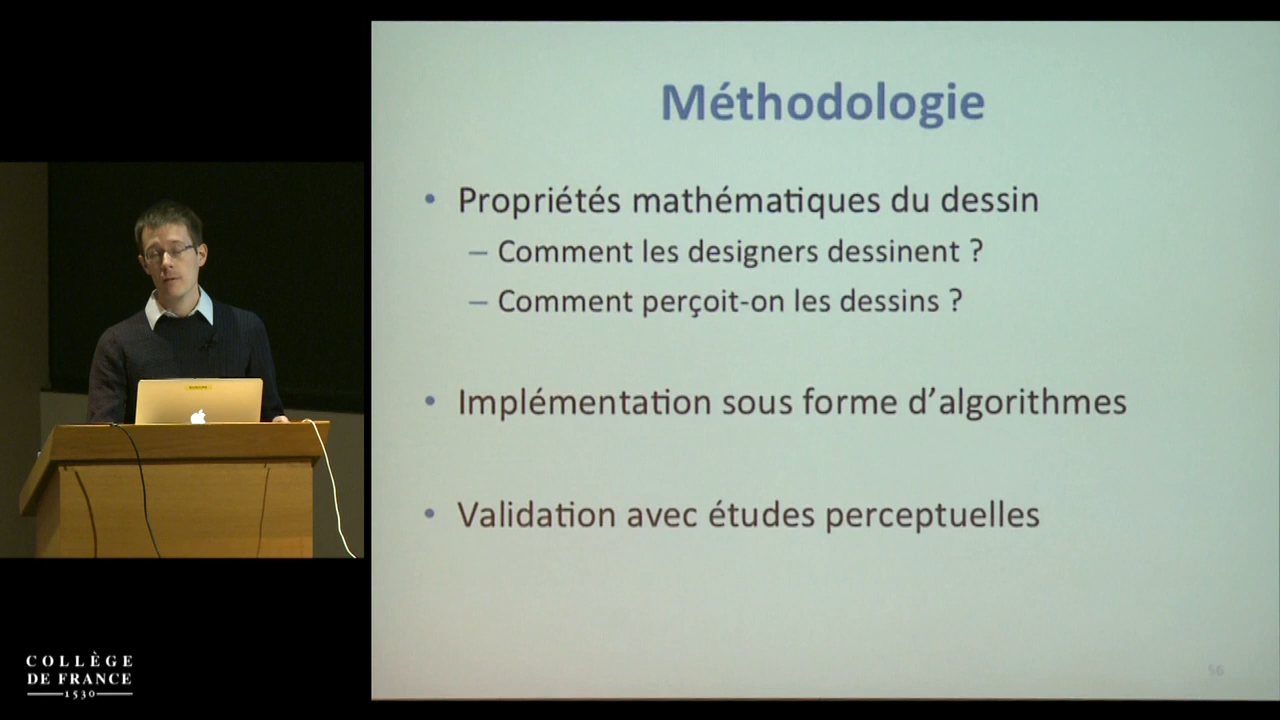 Méthodologie
• Propriétés mathématiques du dessin
– Comment les designers dessinent ?
– Comment perçoit-on les dessins ?
• Implémentation sous forme d’algorithmes
• Validation avec études perceptuelles
56
COLLÈGE
DE FRANCE
1530